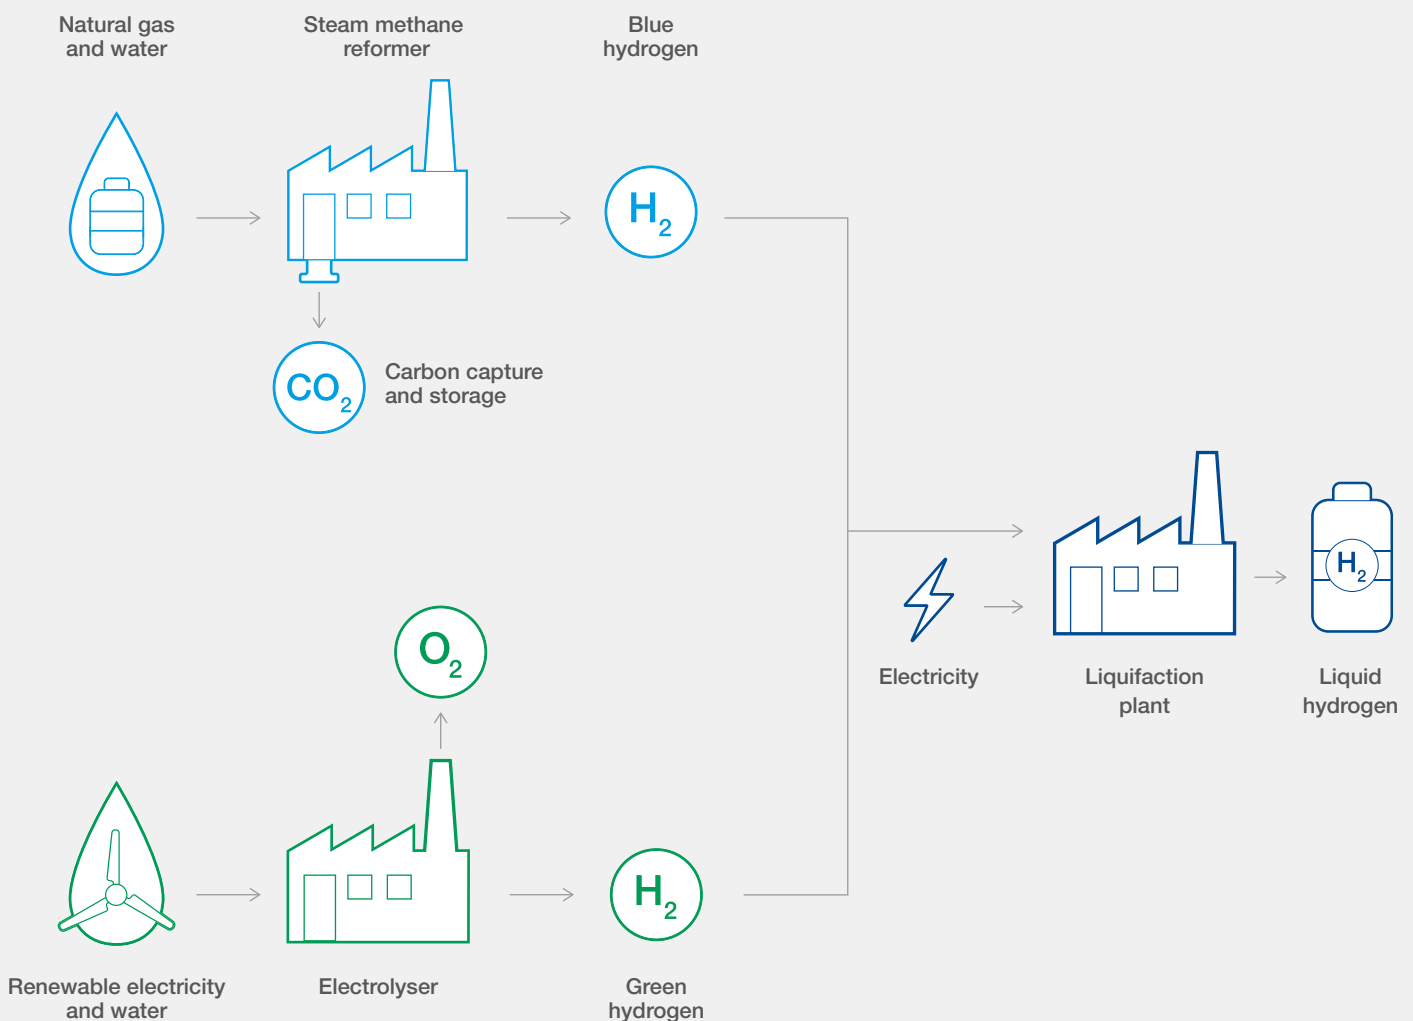 Natural gas
and water
Steam methane
reformer
Blue
hydrogen
H2
CO2
Carbon capture
and storage
H2
Electricity
Liquifaction
plant
Liquid
hydrogen
O2
H2
Renewable electricity
and water
Electrolyser
Green
hydrogen